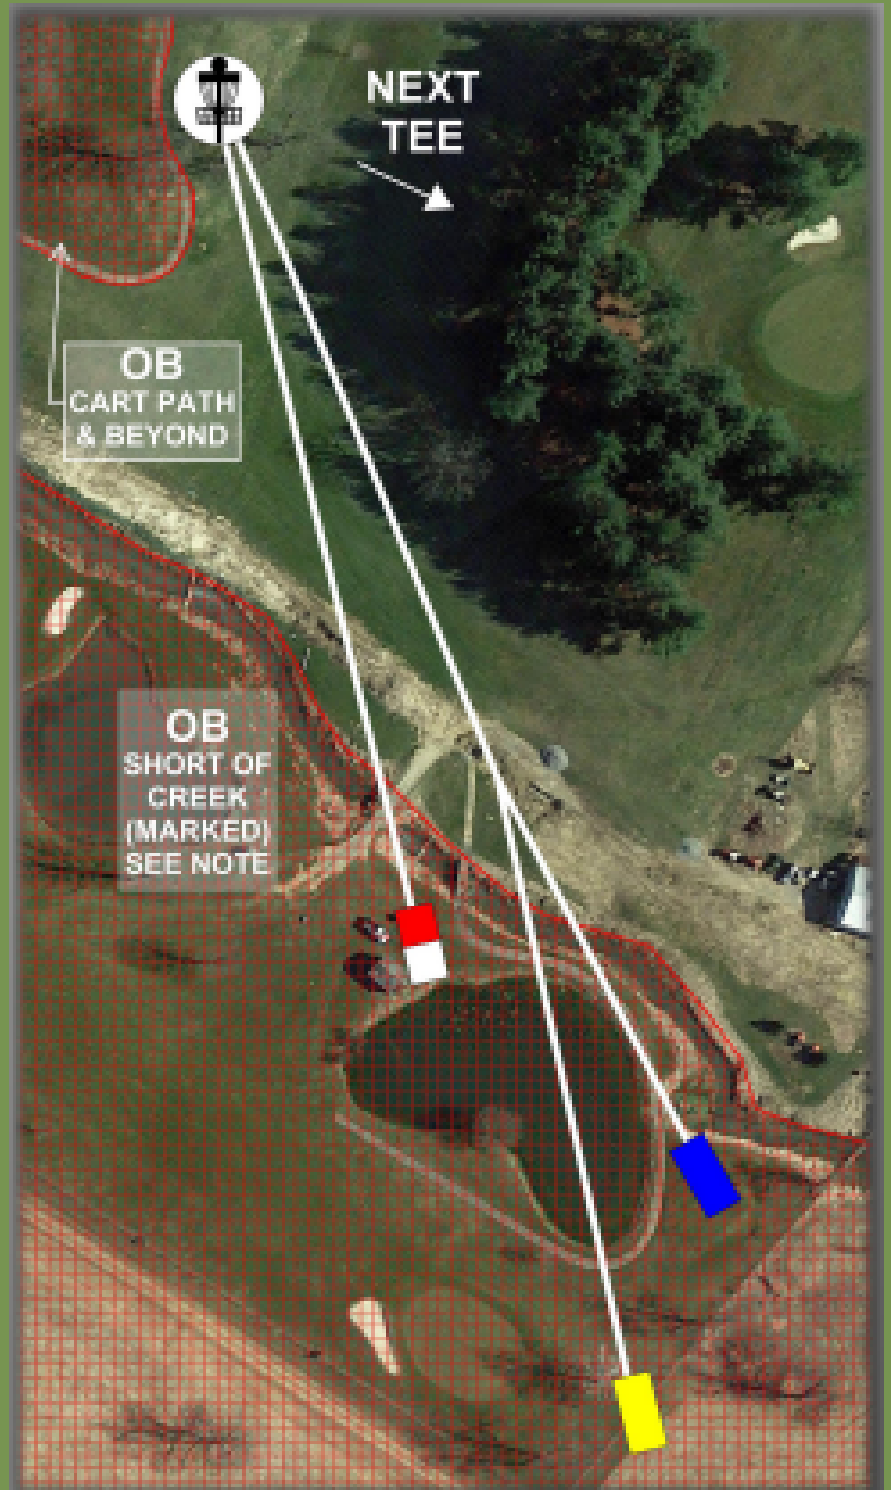 NEXT
TEE
OB
CART PATH
& BEYOND
OB
SHORT OF
CREEK
(MARKED)
SEE NOTE